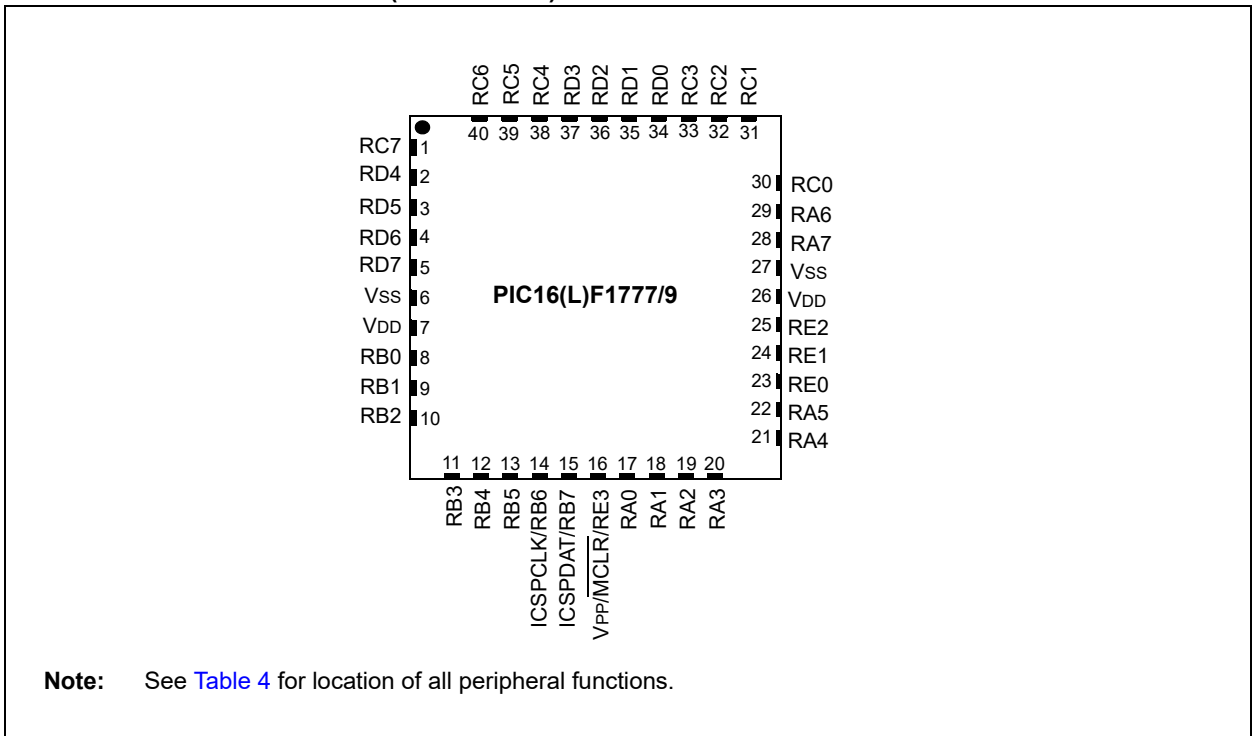 RC6 RC5 RC4 RD3 RD2 RD1 RD0 RC3 RC2 RC1
40 39 38 37 36 35 34 33 32 31
RC7 1
RD4 2
RD5 3
RD6 4
RD7 5
VSS 6
VDD 7
RB0 8
RB1 9
RB2 10
PIC16(L)F1777/9
30 RC0
29 RA6
28 RA7
27 VSS
26 VDD
25 RE2
24 RE1
23 RE0
22 RA5
21 RA4
11 12 13 14 15 16 17 18 19 20
RB3
RB4
RB5
ICSPCLK/RB6
ICSPDAT/RB7
VPP/MCLR/RE3
RA0
RA1
RA2
RA3
Note: See Table 4 for location of all peripheral functions.